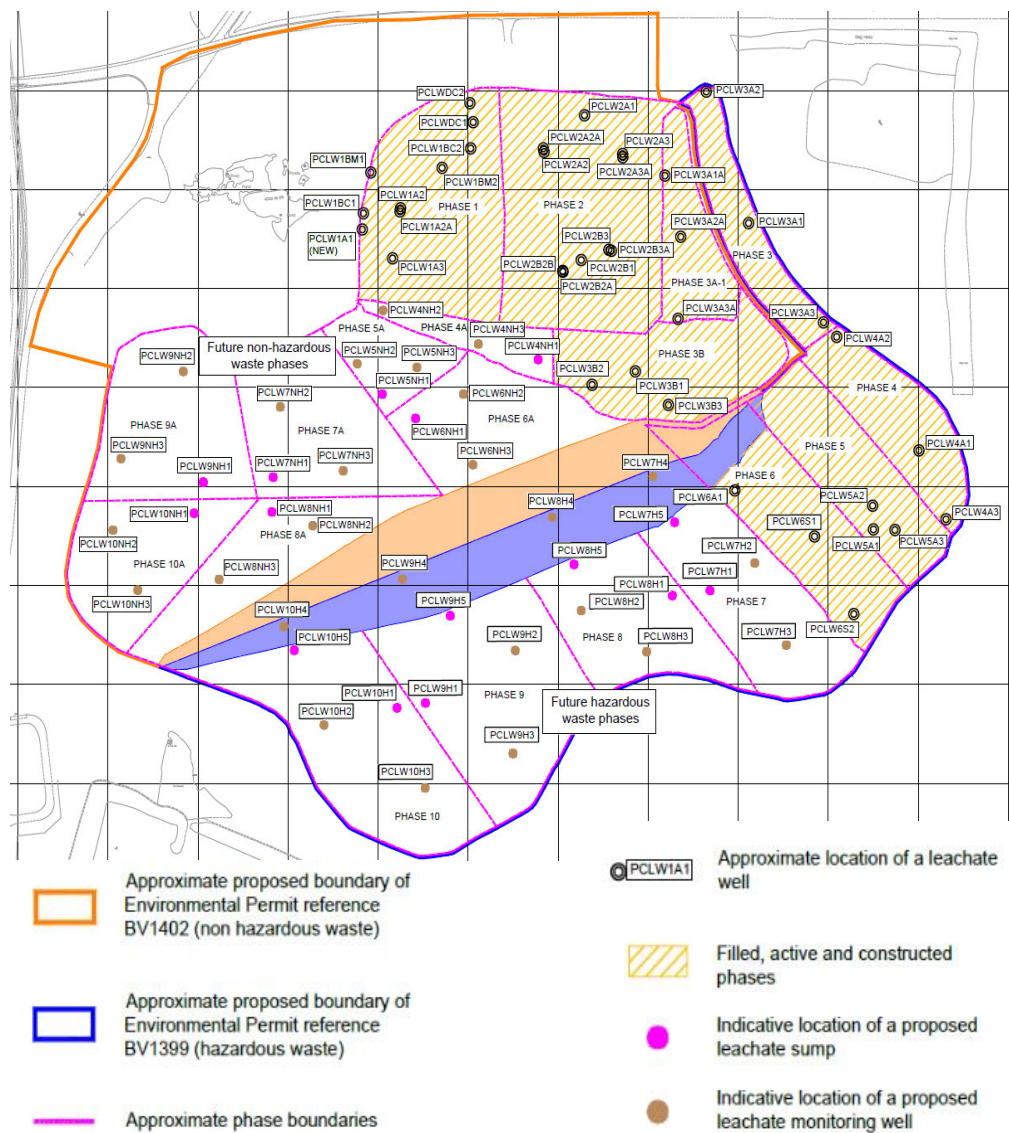 PCLW3A2
PCLWDC2
PCLW2A1
PCLWDC1
PCLW2A2A
PCLW2A3
PCLW1BC2
PCLW2A2
PCLW1BM1
PCLW2A3A
PCLW3A1A
PCLW1BM2
PCLW1A2
PHASE 1
PHASE 2
PCLW1BC1
PCLW1A2A
PCLW3A2A
PCLW3A1
PCLW1A1
(NEW)
PCLW2B3
PCLW2B3A
PHASE 3
PCLW1A3
PCLW2B2B
PCLW2B1
PCLW2B2A
PHASE 3A-1
PCLW4NH2
PCLW3A3A
PCLW3A3
PHASE 5A
PHASE 4A
PCLW4NH3
PCLW4A2
Future non-hazardous
waste phases
PCLW5NH2
PCLW5NH3
PCLW4NH1
PHASE 3B
PCLW9NH2
PCLW5NH1
PCLW3B2
PCLW3B1
PHASE 4
PCLW7NH2
PCLW6NH2
PCLW3B3
PHASE 9A
PHASE 7A
PCLW6NH1
PHASE 6A
PHASE 5
PCLW9NH3
PCLW6NH3
PCLW4A1
PCLW9NH1
PCLW7NH1
PCLW7NH3
PCLW7H4
PHASE 6
PCLW10NH1
PCLW8NH1
PCLW8H4
PCLW6A1
PCLW5A2
PCLW8NH2
PCLW7H5
PCLW6S1
PCLW4A3
PHASE 8A
PCLW10NH2
PCLW5A1
PCLW5A3
PCLW8H5
PCLW7H2
PHASE 10A
PCLW8NH3
PCLW9H4
PCLW8H1
PCLW7H1
PCLW10NH3
PCLW9H5
PCLW8H2
PHASE 7
PCLW10H4
PCLW6S2
PCLW10H5
PCLW9H2
PHASE 8
PCLW8H3
PCLW7H3
PCLW10H1
PCLW9H1
PHASE 9
Future hazardous
waste phases
PCLW10H2
PCLW9H3
PCLW10H3
PHASE 10
Approximate proposed boundary of
Environmental Permit reference
BV1402 (non hazardous waste)
PCLW1A1
Approximate location of a leachate
well
Filled, active and constructed
phases
Approximate proposed boundary of
Environmental Permit reference
BV1399 (hazardous waste)
Indicative location of a proposed
leachate sump
Approximate phase boundaries
Indicative location of a proposed
leachate monitoring well